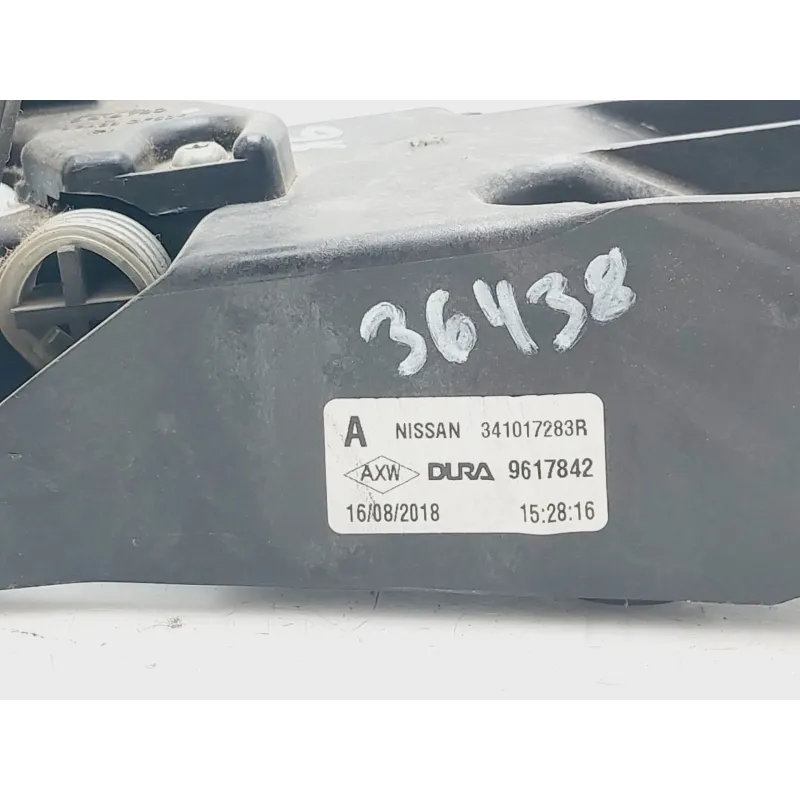 36438
A NISSAN 341017283R
AXW DURA 9617842
16/08/2018 15:28:16